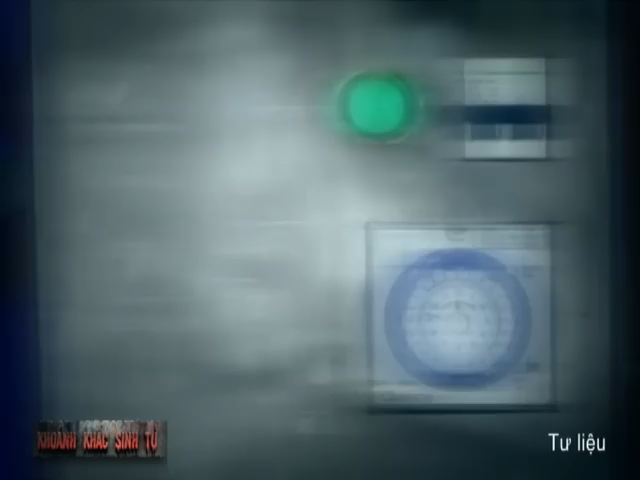 KHOẢNH KHẮC SINH TỬ
Tư liệu